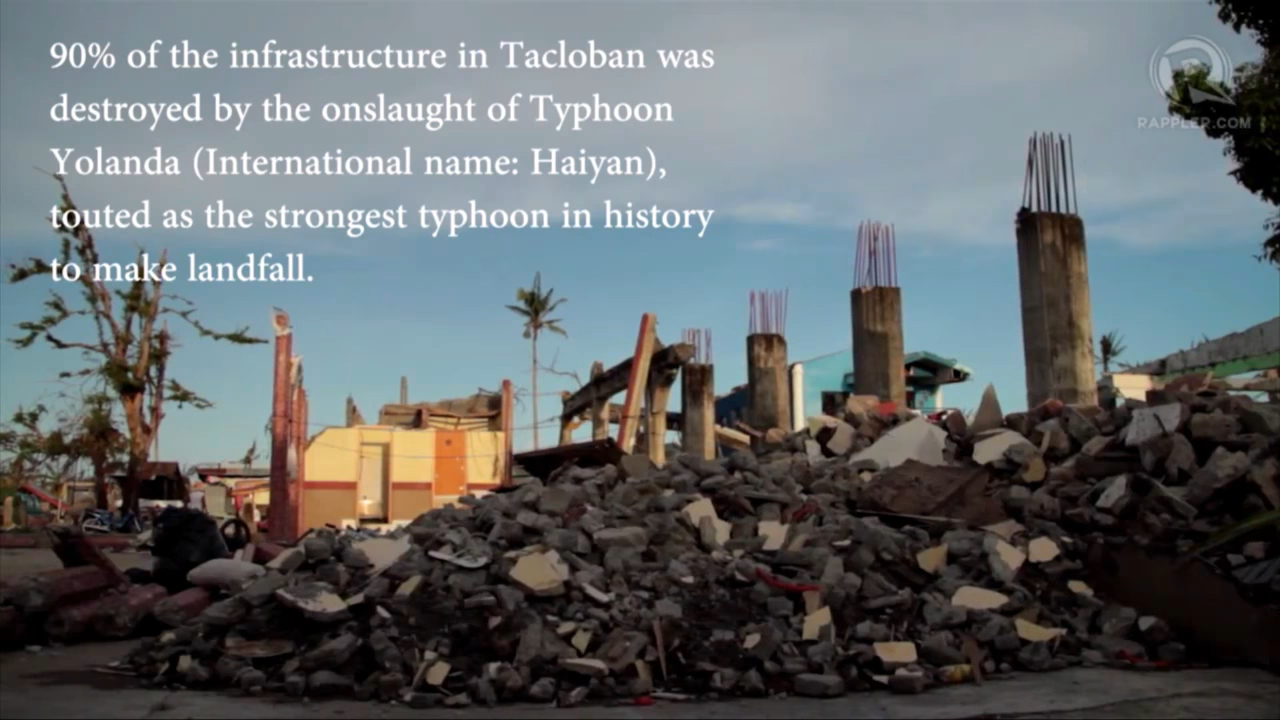 90% of the infrastructure in Tacloban was
destroyed by the onslaught of Typhoon
Yolanda (International name: Haiyan),
touted as the strongest typhoon in history
to make landfall.
RAPPLER.COM